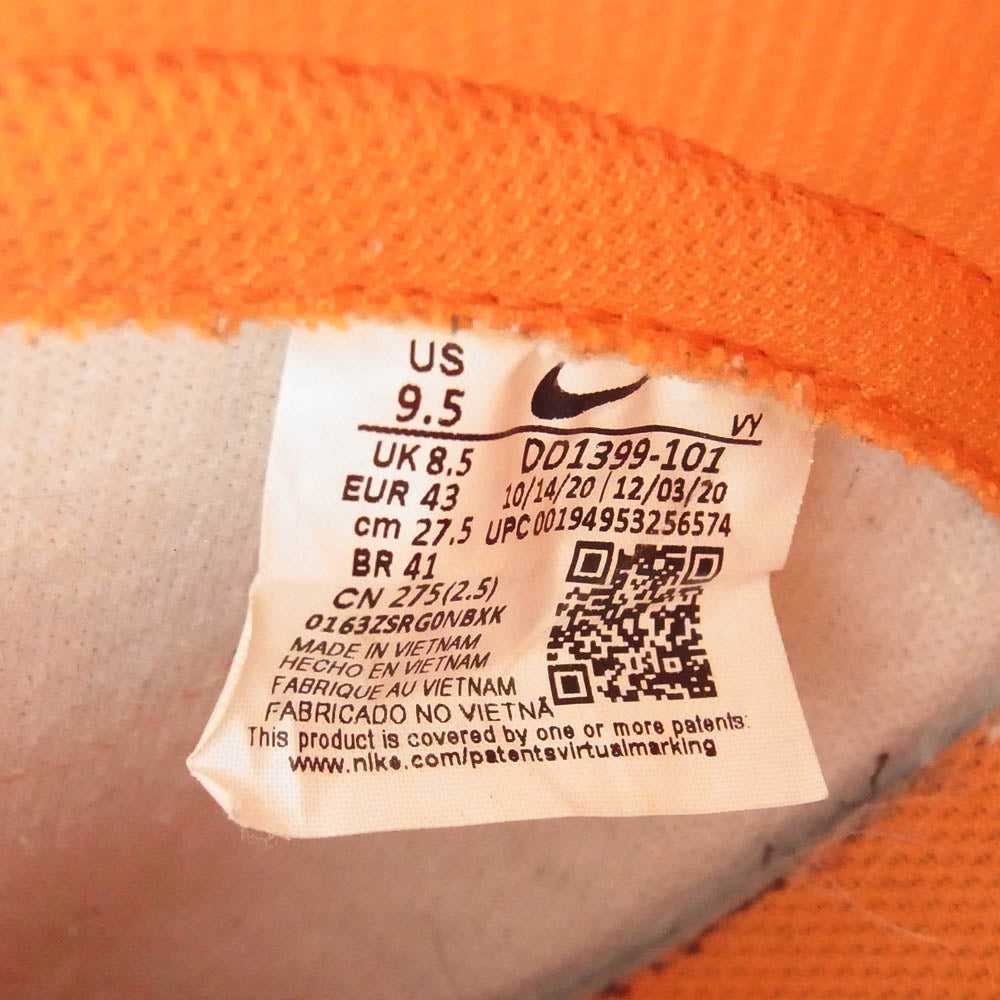 US
9.5
VY
UK 8.5
DD1399-101
EUR 43
10/14/20 / 12/03/20
cm 27.5
UPC 00194953256574
BR 41
CN 275(2.5)
0163ZSRG0NBXK
MADE IN VIETNAM
HECHO EN VIETNAM
FABRIQUE AU VIETNAM
FABRICADO NO VIETNÃ
This product is covered by one or more patents:
www.nike.com/patentsvirtualmarking